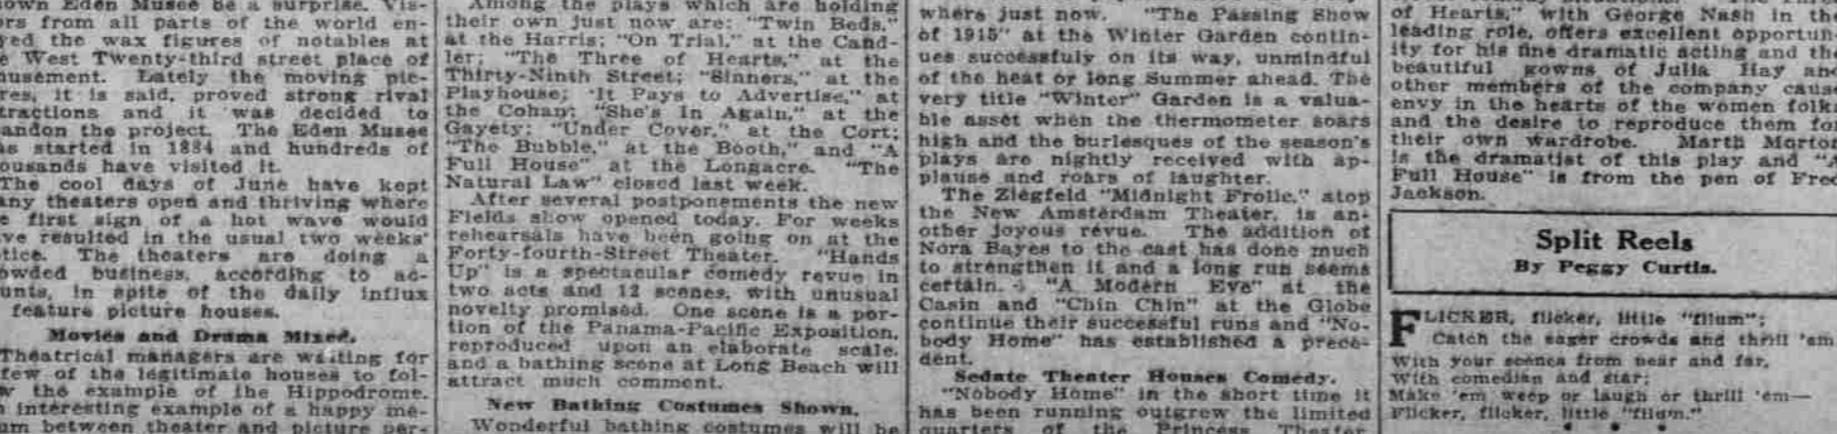 own Eden Musee be a surprise. Vis-
ors from all parts of the world en-
yed the wax figures of notables at
e West Twenty-third street place of
musement. Lately the moving pic-
res, it is said, proved strong rival
tractions and it was decided to
andon the project. The Eden Musee
as started in 1884 and hundreds of
ousands have visited it.
The cool days of June have kept
any theaters open and thriving where
e first sign of a hot wave would
ve resulted in the usual two weeks'
tice. The theaters are doing a
owded business, according to ac-
unts, in spite of the daily influx
feature picture houses.
Movies and Drama Mixed.
Theatrical managers are waiting for
few of the legitimate houses to fol-
w the example of the Hippodrome.
interesting example of a happy me-
um between theater and picture per-
Among the plays which are holding
their own just now are: "Twin Beds,"
at the Harris; "On Trial," at the Cand-
ler; "The Three of Hearts," at the
Thirty-Ninth Street; "Sinners," at the
Playhouse; 'It Pays to Advertise," at
the Cohan; "She's In Again," at the
Gayety; "Under Cover," at the Cort;
"The Bubble," at the Booth," and "A
Full House" at the Longacre. "The
Natural Law" closed last week.
After several postponements the new
Fields show opened today. For weeks
rehearsals have been going on at the
Forty-fourth-Street Theater. "Hands
Up" is a spectacular comedy revue in
two acts and 12 scenes, with unusual
novelty promised. One scene is a por-
tion of the Panama-Pacific Exposition,
reproduced upon an elaborate scale,
and a bathing scene at Long Beach will
attract much comment.
New Bathing Costumes Shown.
Wonderful bathing costumes will be
where just now. "The Passing Show
of 1915" at the Winter Garden contin-
ues successfuly on its way, unmindful
of the heat or long Summer ahead. The
very title "Winter" Garden is a valua-
ble asset when the thermometer soars
high and the burlesques of the season's
plays are nightly received with ap-
plause and roars of laughter.
The Ziegfeld "Midnight Frolic," atop
the New Amsterdam Theater, is an-
other joyous revue. The addition of
Nora Bayes to the cast has done much
to strengthen it and a long run seems
certain. "A Modern Eve" at the
Casin and "Chin Chin" at the Globe
continue their successful runs and "No-
body Home" has established a prece-
dent.
Sedate Theater Houses Comedy.
"Nobody Home" in the short time it
has been running outgrew the limited
quarters of the Princess Theater,
of Hearts," with George Nash in the
leading role, offers excellent opportun-
ity for his fine dramatic acting and the
beautiful gowns of Julia Hay and
other members of the company cause
envy in the hearts of the women folks
and the desire to reproduce them for
their own wardrobe. Marth Morton
is the dramatist of this play and "A
Full House" is from the pen of Fred
Jackson.
Split Reels
By Peggy Curtis.
FLICKER, flicker, little "filum";
Catch the eager crowds and thrill 'em
With your scenes from near and far,
With comedian and star;
Make 'em weep or laugh or thrill 'em—
Flicker, flicker, little "filum."